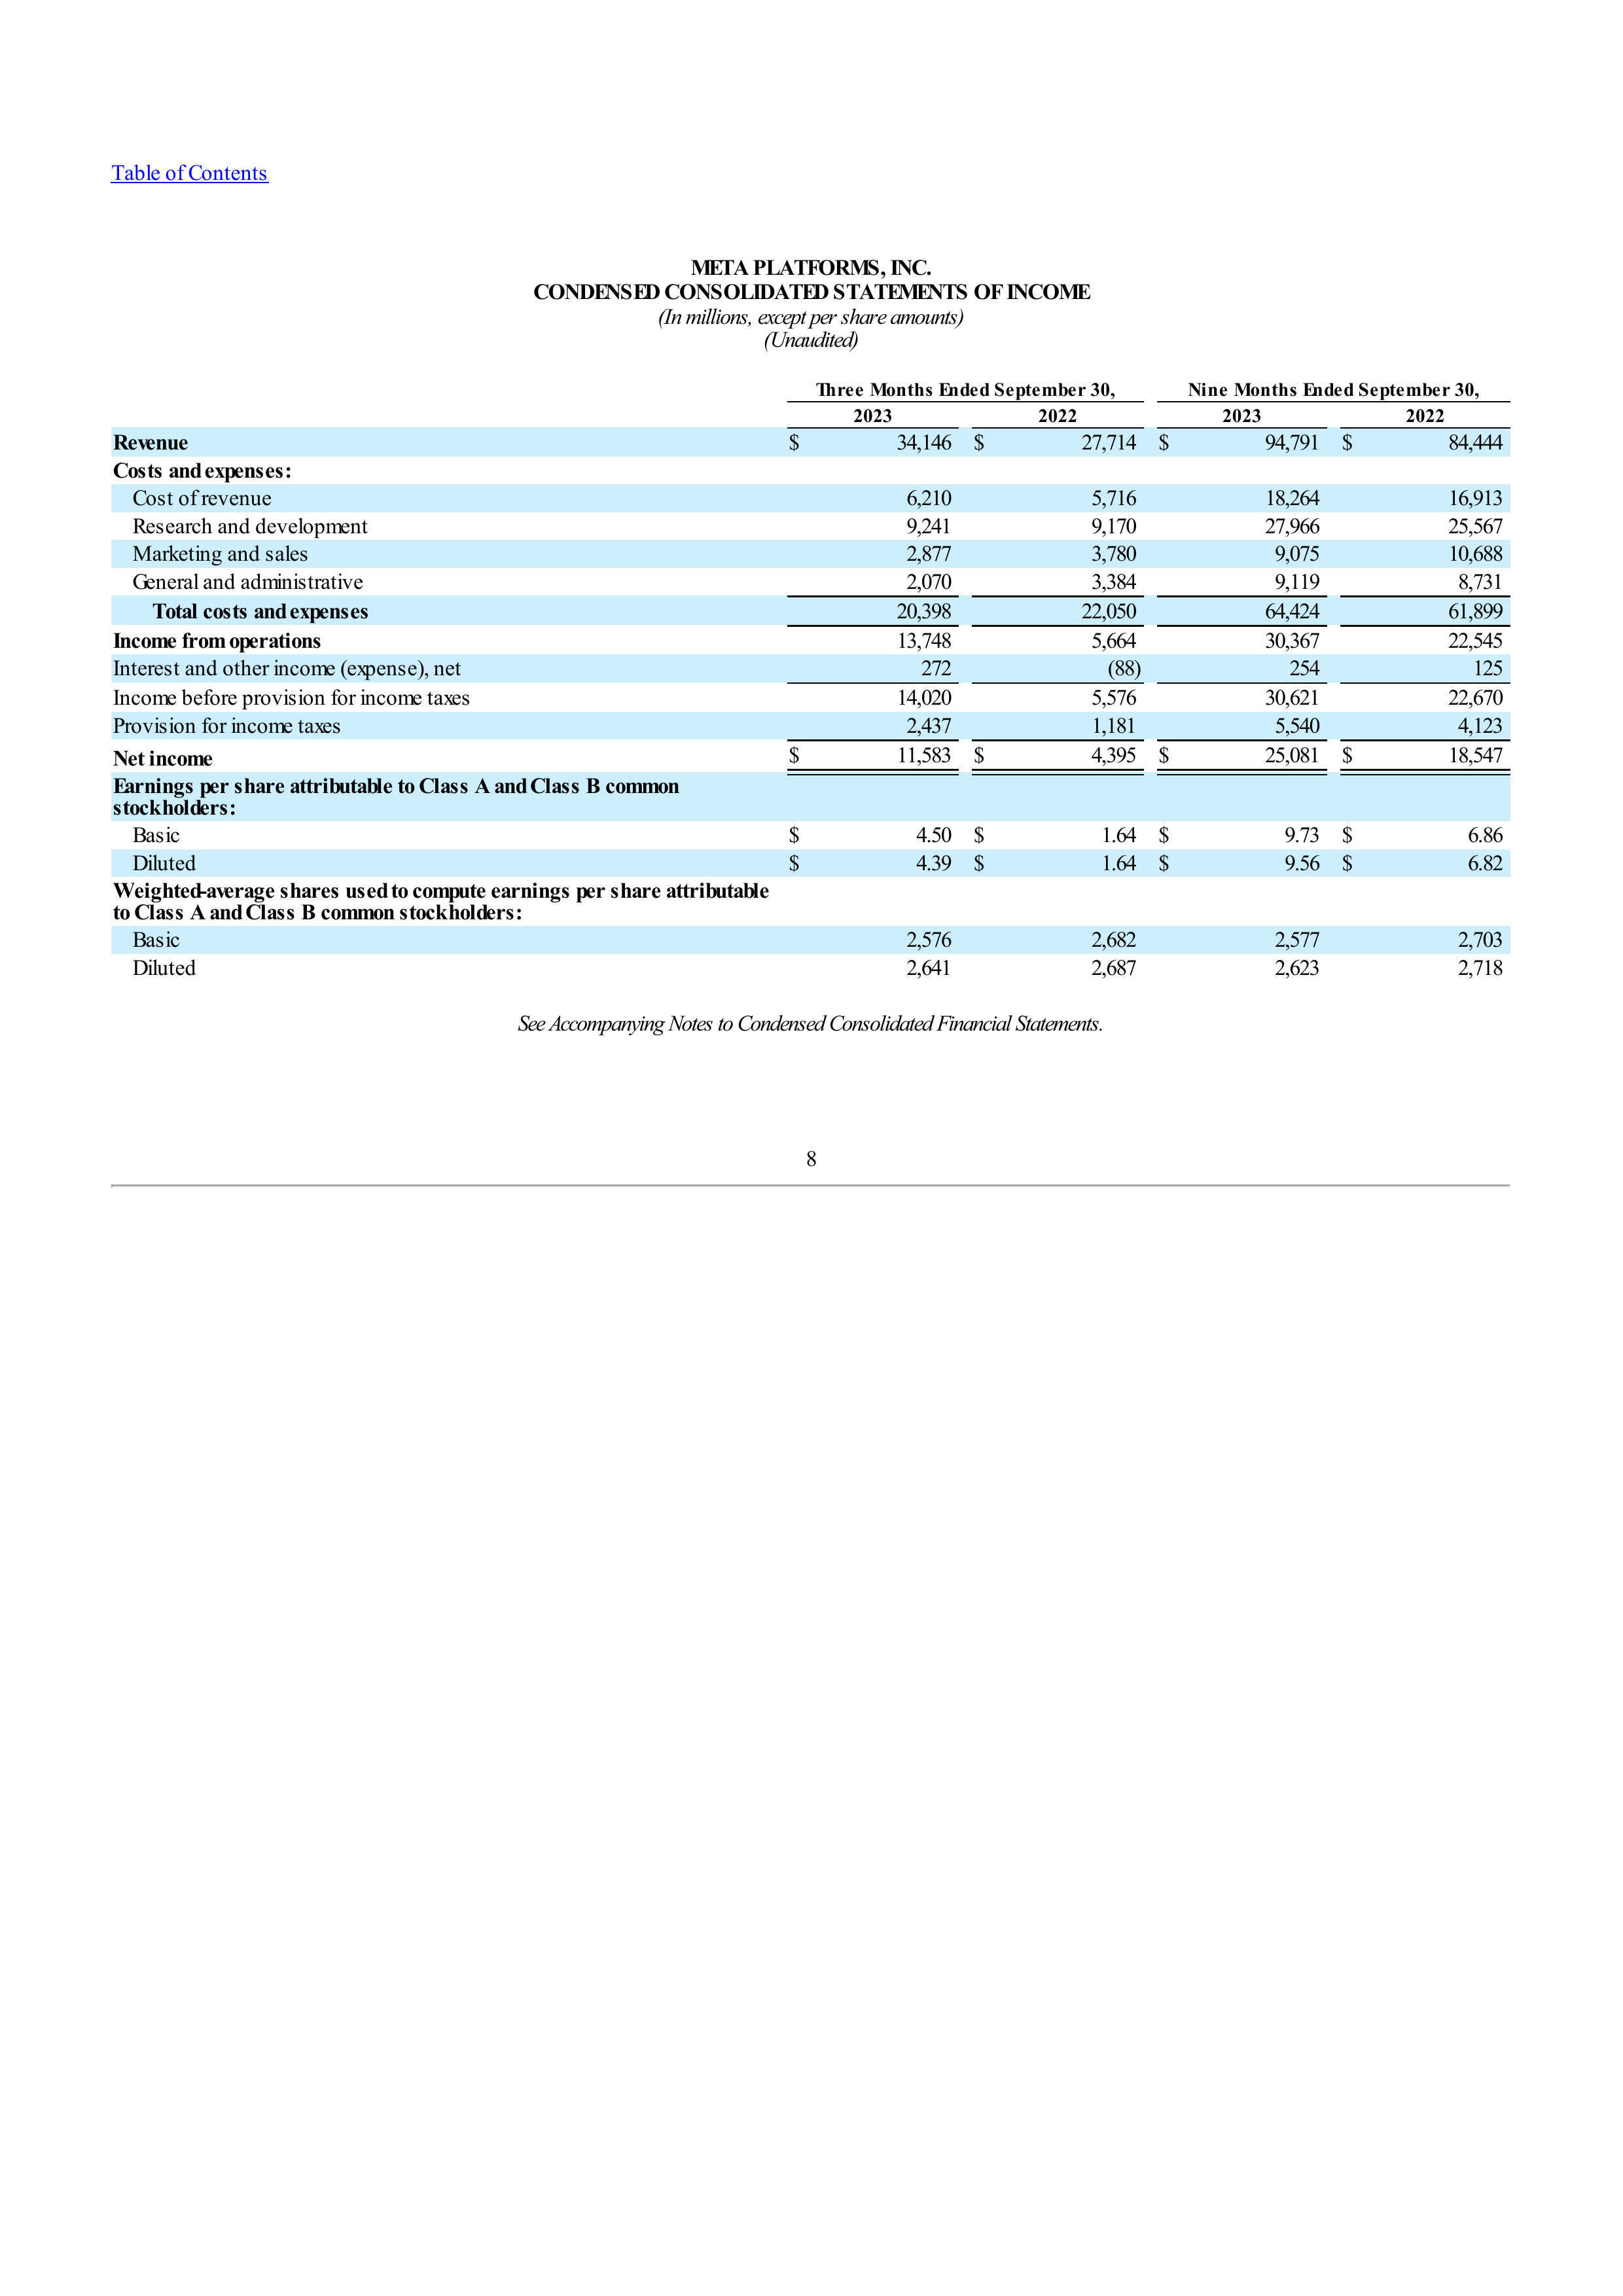 Table of Contents
META PLATFORMS, INC.
CONDENSED CONSOLIDATED STATEMENTS OF INCOME
(In millions, except per share amounts)
(Unaudited)
Three Months Ended September 30, Nine Months Ended September 30,
2023 2022 2023 2022
Revenue $ 34,146 $ 27,714 $ 94,791 $ 84,444
Costs and expenses:
Cost of revenue 6,210 5,716 18,264 16,913
Research and development 9,241 9,170 27,966 25,567
Marketing and sales 2,877 3,780 9,075 10,688
General and administrative 2,070 3,384 9,119 8,731
Total costs and expenses 20,398 22,050 64,424 61,899
Income from operations 13,748 5,664 30,367 22,545
Interest and other income (expense), net 272 (88) 254 125
Income before provision for income taxes 14,020 5,576 30,621 22,670
Provision for income taxes 2,437 1,181 5,540 4,123
Net income $ 11,583 $ 4,395 $ 25,081 $ 18,547
Earnings per share attributable to Class A and Class B common
stockholders:
Basic $ 4.50 $ 1.64 $ 9.73 $ 6.86
Diluted $ 4.39 $ 1.64 $ 9.56 $ 6.82
Weighted-average shares used to compute earnings per share attributable
to Class A and Class B common stockholders:
Basic 2,576 2,682 2,577 2,703
Diluted 2,641 2,687 2,623 2,718
See Accompanying Notes to Condensed Consolidated Financial Statements.
8